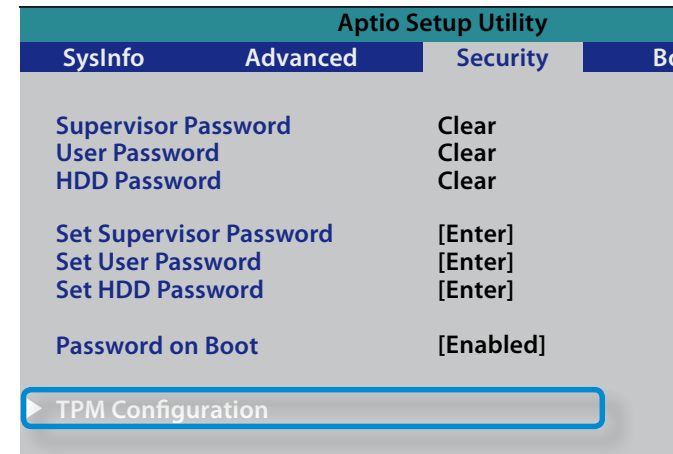 Aptio Setup Utility
SysInfo Advanced Security
Supervisor Password Clear
User Password Clear
HDD Password Clear
Set Supervisor Password [Enter]
Set User Password [Enter]
Set HDD Password [Enter]
Password on Boot [Enabled]
TPM Configuration